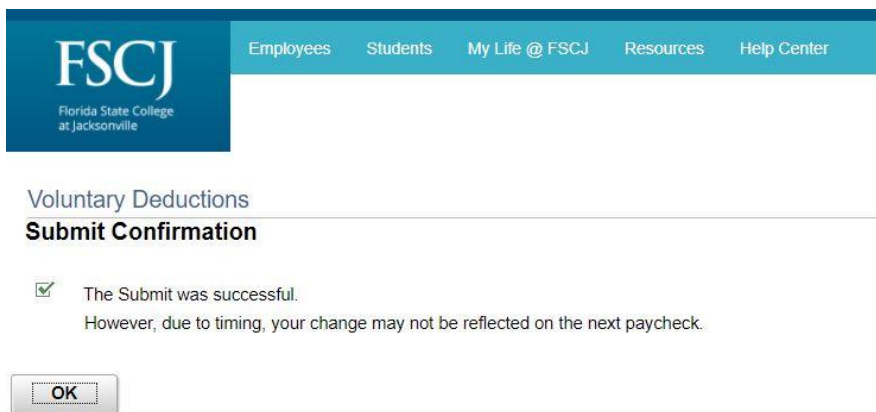 FSCJ
Florida State College
at Jacksonville
Employees Students My Life @ FSCJ Resources Help Center
Voluntary Deductions
Submit Confirmation
The Submit was successful.
However, due to timing, your change may not be reflected on the next paycheck.
OK